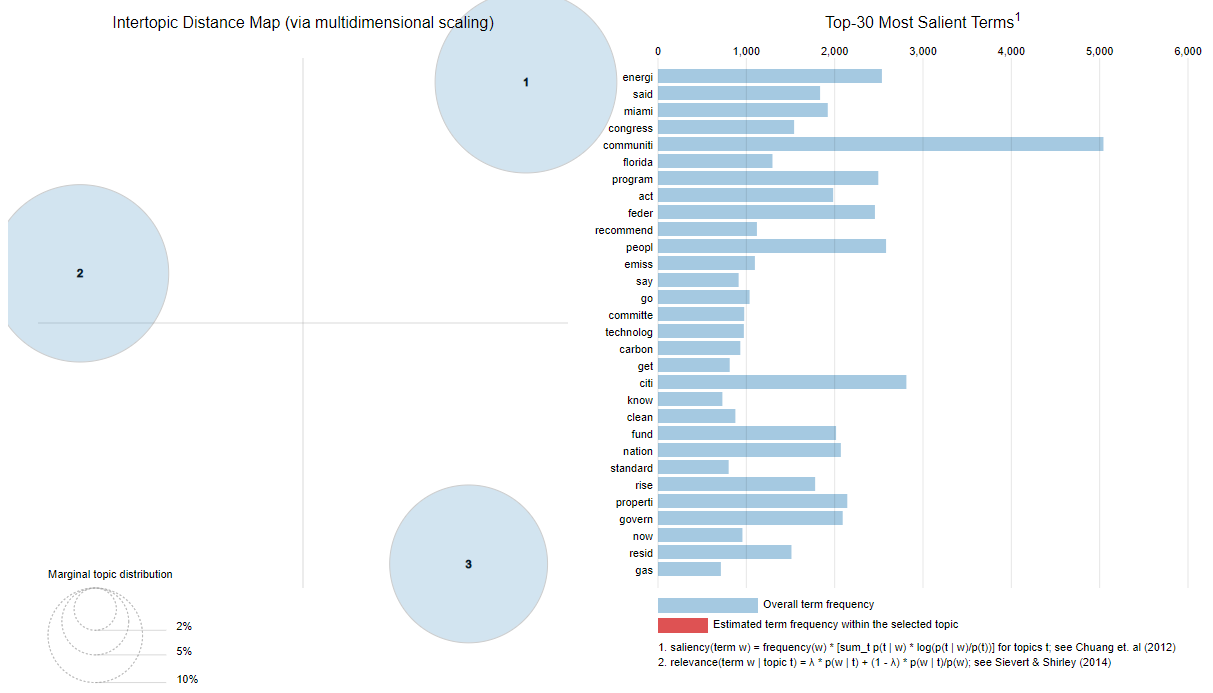 Intertopic Distance Map (via multidimensional scaling)
1
2
3
Marginal topic distribution
2%
5%
10%
Top-30 Most Salient Terms1
0 1,000 2,000 3,000 4,000 5,000 6,000
energi
said
miami
congress
communiti
florida
program
act
feder
recommend
peopl
emiss
say
go
committe
technolog
carbon
get
citi
know
clean
fund
nation
standard
rise
properti
govern
now
resid
gas
Overall term frequency
Estimated term frequency within the selected topic
1. saliency(term w) = frequency(w) * [sum_t p(t | w) * log(p(t | w)/p(t))] for topics t; see Chuang et. al (2012)
2. relevance(term w | topic t) = λ * p(w | t) + (1 - λ) * p(w | t)/p(w); see Sievert & Shirley (2014)